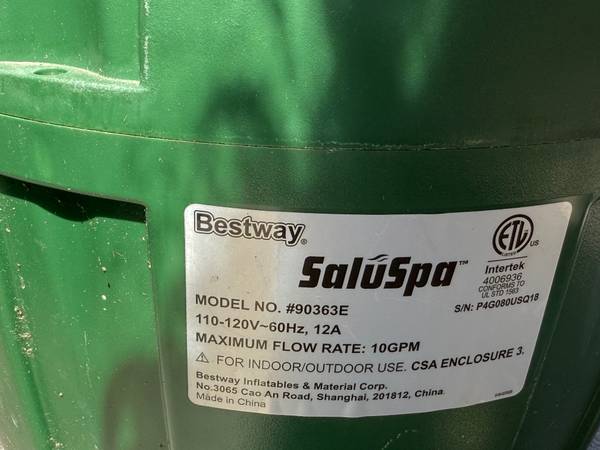 Bestway®
SaluSpa™
ETL
US
Intertek
4006936
CONFORMS TO
UL STD 1563
S/N: P4G080USQ18
MODEL NO. #90363E
110-120V~60Hz, 12A
MAXIMUM FLOW RATE: 10GPM
⚠ FOR INDOOR/OUTDOOR USE. CSA ENCLOSURE 3.
Bestway Inflatables & Material Corp.
No.3065 Cao An Road, Shanghai, 201812, China
Made in China